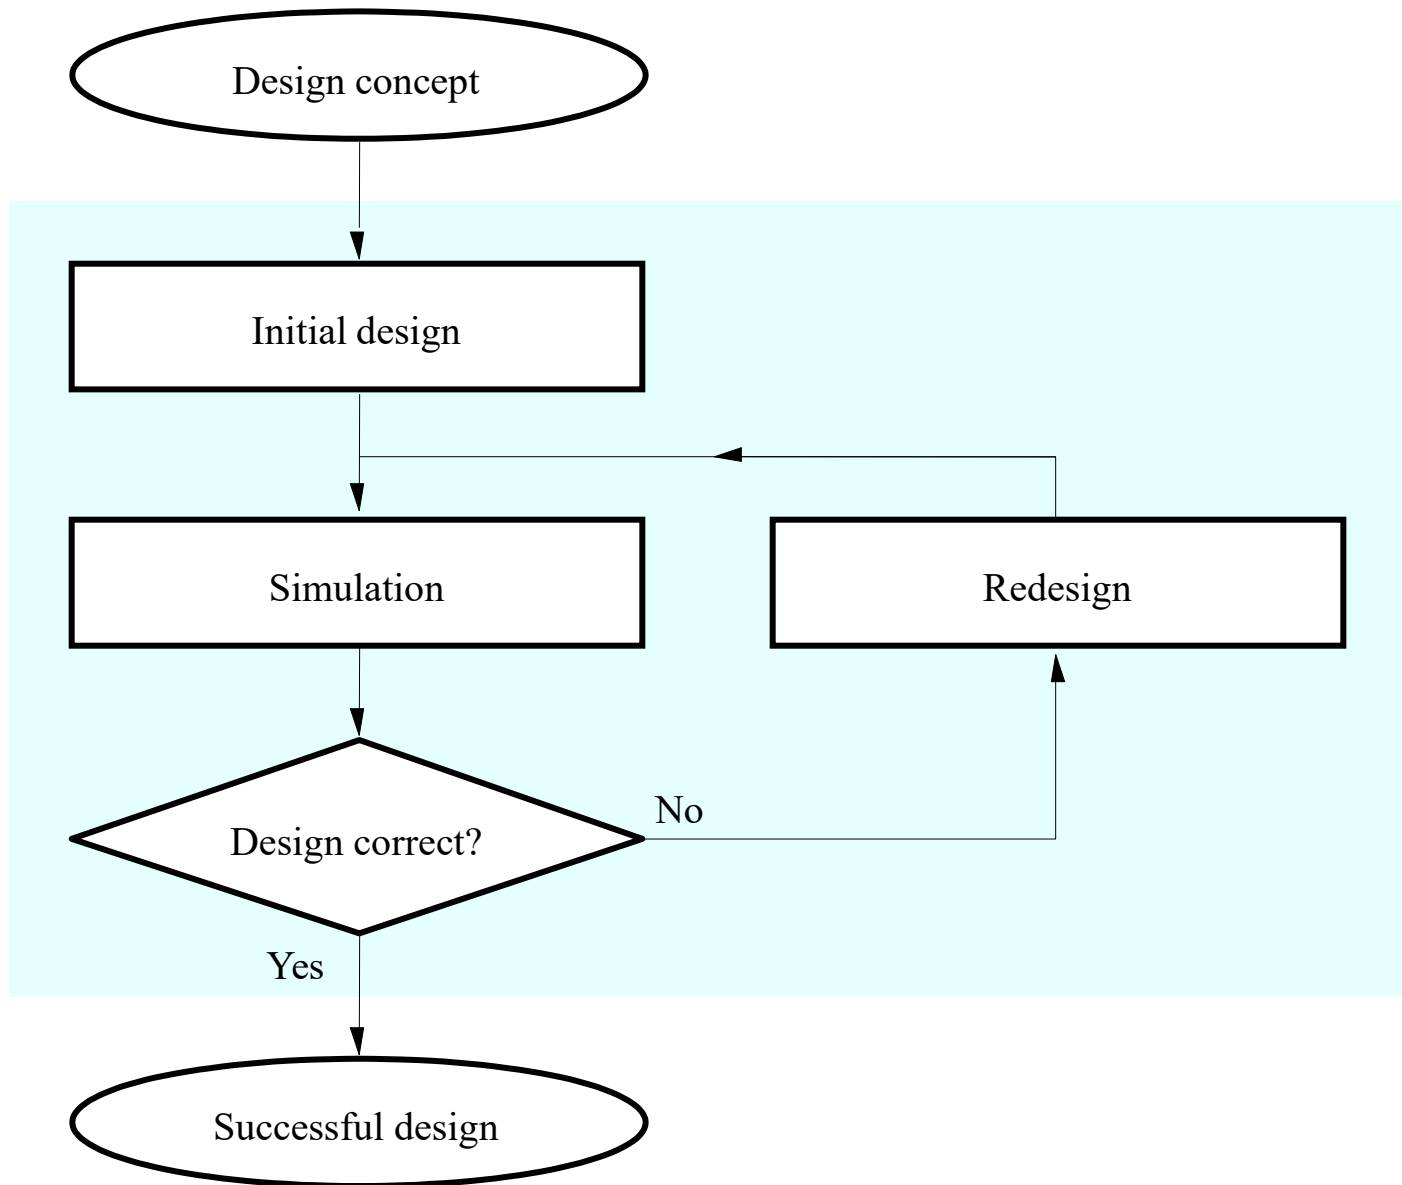 Design concept
Initial design
Simulation
Redesign
Design correct?
No
Yes
Successful design